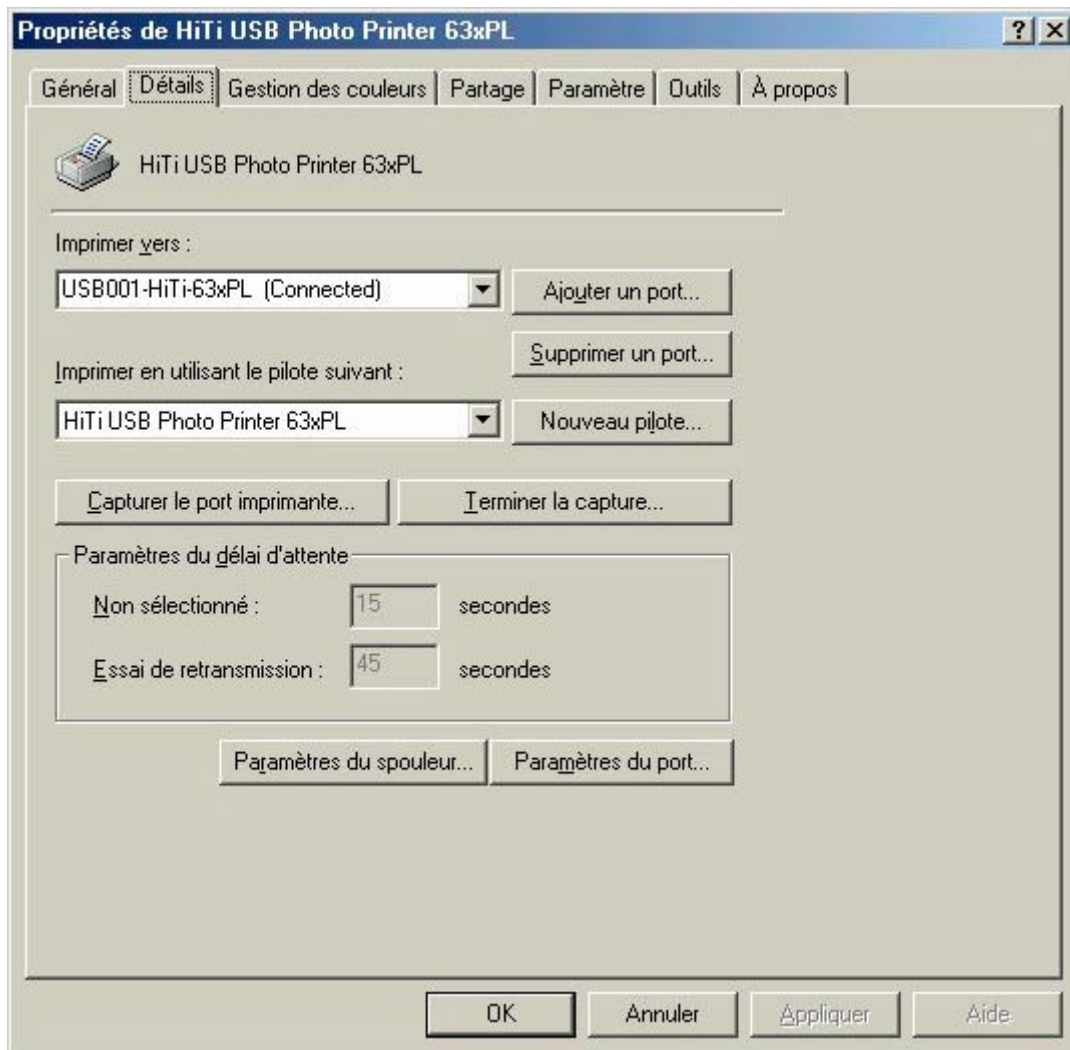 Propriétés de HiTi USB Photo Printer 63xPL
Général Détails Gestion des couleurs Partage Paramètre Outils À propos
HiTi USB Photo Printer 63xPL
Imprimer vers :
USB001-HiTi-63xPL (Connected) Ajouter un port...
Supprimer un port...
Imprimer en utilisant le pilote suivant :
HiTi USB Photo Printer 63xPL Nouveau pilote...
Capturer le port imprimante... Terminer la capture...
Paramètres du délai d'attente
Non sélectionné : 15 secondes
Essai de retransmission : 45 secondes
Paramètres du spouleur... Paramètres du port...
OK Annuler Appliquer Aide